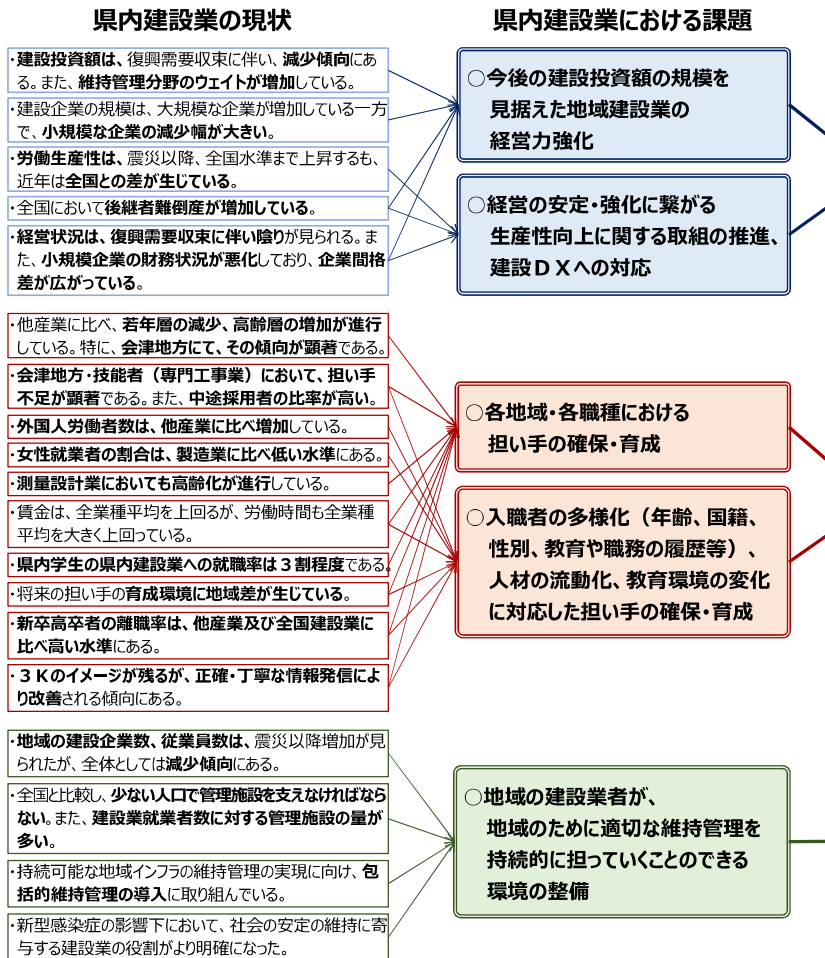 県内建設業の現状
・建設投資額は、復興需要収束に伴い、減少傾向にあ
る。また、維持管理分野のウェイトが増加している。
・建設企業の規模は、大規模な企業が増加している一方
で、小規模な企業の減少幅が大きい。
・労働生産性は、震災以降、全国水準まで上昇するも、
近年は全国との差が生じている。
・全国において後継者難倒産が増加している。
・経営状況は、復興需要収束に伴い陰りが見られる。ま
た、小規模企業の財務状況が悪化しており、企業間格
差が広がっている。
・他産業に比べ、若年層の減少、高齢層の増加が進行
している。特に、会津地方にて、その傾向が顕著である。
・会津地方・技能者（専門工事業）において、担い手
不足が顕著である。また、中途採用者の比率が高い。
・外国人労働者数は、他産業に比べ増加している。
・女性就業者の割合は、製造業に比べ低い水準にある。
・測量設計業においても高齢化が進行している。
・賃金は、全業種平均を上回るが、労働時間も全業種
平均を大きく上回っている。
・県内学生の県内建設業への就職率は３割程度である。
・将来の担い手の育成環境に地域差が生じている。
・新卒高卒者の離職率は、他産業及び全国建設業に
比べ高い水準にある。
・３Ｋのイメージが残るが、正確・丁寧な情報発信によ
り改善される傾向にある。
・地域の建設企業数、従業員数は、震災以降増加が見
られたが、全体としては減少傾向にある。
・全国と比較し、少ない人口で管理施設を支えなければなら
ない。また、建設業就業者数に対する管理施設の量が
多い。
・持続可能な地域インフラの維持管理の実現に向け、包
括的維持管理の導入に取り組んでいる。
・新型感染症の影響下において、社会の安定の維持に寄
与する建設業の役割がより明確になった。
県内建設業における課題
○今後の建設投資額の規模を
見据えた地域建設業の
経営力強化
○経営の安定・強化に繋がる
生産性向上に関する取組の推進、
建設ＤＸへの対応
○各地域・各職種における
担い手の確保・育成
○入職者の多様化（年齢、国籍、
性別、教育や職務の履歴等）、
人材の流動化、教育環境の変化
に対応した担い手の確保・育成
○地域の建設業者が、
地域のために適切な維持管理を
持続的に担っていくことのできる
環境の整備